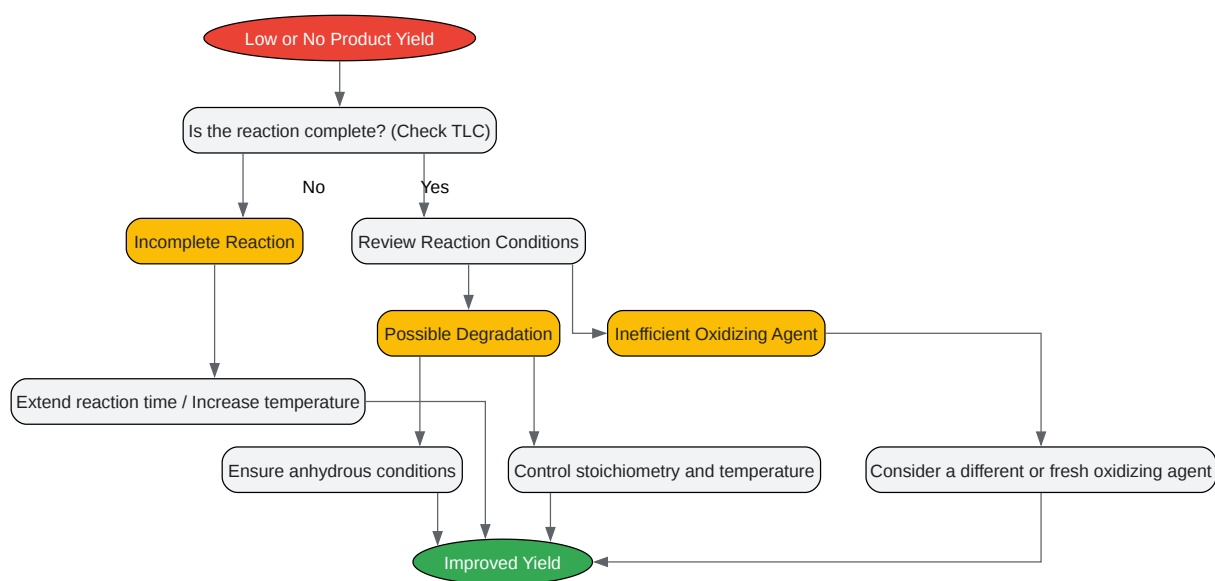 Low or No Product Yield
Is the reaction complete? (Check TLC)
No
Yes
Incomplete Reaction
Review Reaction Conditions
Possible Degradation
Inefficient Oxidizing Agent
Extend reaction time / Increase temperature
Ensure anhydrous conditions
Control stoichiometry and temperature
Consider a different or fresh oxidizing agent
Improved Yield